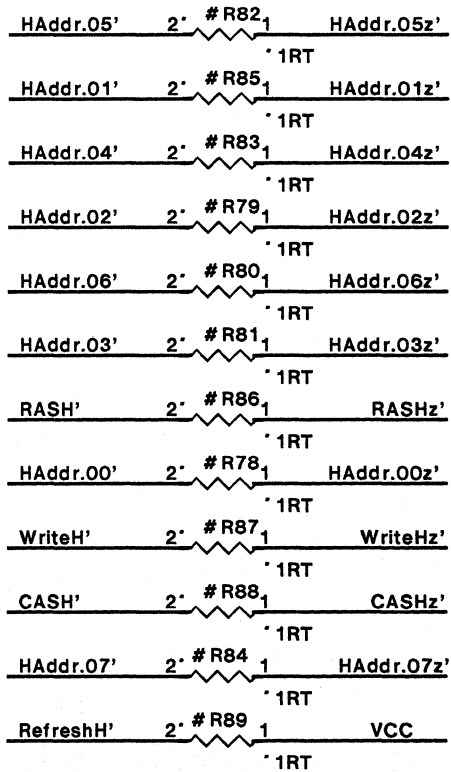 HAddr.05' 2· #R82 1 HAddr.05z'
· 1RT
HAddr.01' 2· #R85 1 HAddr.01z'
· 1RT
HAddr.04' 2· #R83 1 HAddr.04z'
· 1RT
HAddr.02' 2· #R79 1 HAddr.02z'
· 1RT
HAddr.06' 2· #R80 1 HAddr.06z'
· 1RT
HAddr.03' 2· #R81 1 HAddr.03z'
· 1RT
RASH' 2· #R86 1 RASHz'
· 1RT
HAddr.00' 2· #R78 1 HAddr.00z'
· 1RT
WriteH' 2· #R87 1 WriteHz'
· 1RT
CASH' 2· #R88 1 CASHz'
· 1RT
HAddr.07' 2· #R84 1 HAddr.07z'
· 1RT
RefreshH' 2· #R89 1 VCC
· 1RT